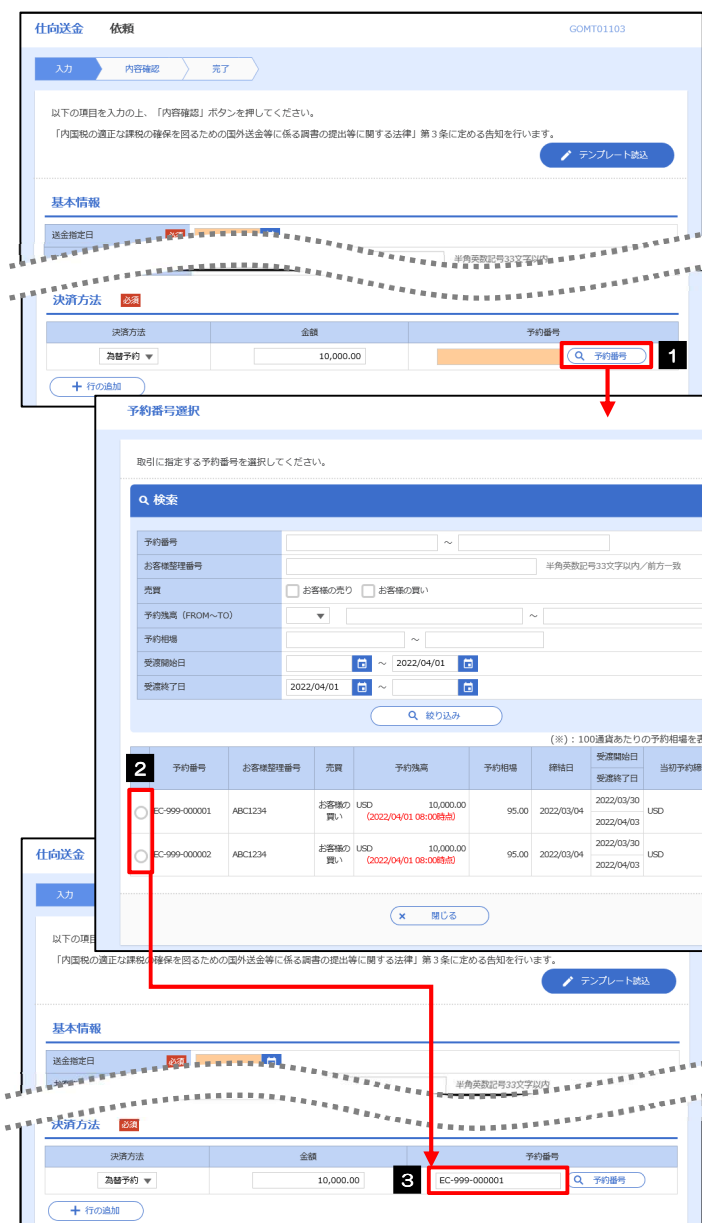 仕向送金 依頼 GOMT01103
入力 内容確認 完了
以下の項目を入力の上、「内容確認」ボタンを押してください。
「内国税の適正な課税の確保を図るための国外送金等に係る調書の提出等に関する法律」第3条に定める告知を行います。
テンプレート読込
基本情報
送金指定日 必須
半角英数記号33文字以内
決済方法 必須
決済方法 金額 予約番号
為替予約 ▼ 10,000.00 予約番号 1
+ 行の追加
予約番号選択
取引に指定する予約番号を選択してください。
検索
予約番号 ～
お客様整理番号 半角英数記号33文字以内／前方一致
売買 お客様の売り お客様の買い
予約残高（FROM～TO） ▼ ～
予約相場 ～
受渡開始日 ～ 2022/04/01
受渡終了日 2022/04/01 ～
絞り込み
(※)：100通貨あたりの予約相場を
2 予約番号 お客様整理番号 売買 予約残高 予約相場 締結日 受渡開始日 受渡終了日 当初予約
EC-999-000001 ABC1234 お客様の買い USD 10,000.00 (2022/04/01 08:00時点) 95.00 2022/03/04 2022/03/30 2022/04/03 USD
EC-999-000002 ABC1234 お客様の買い USD 10,000.00 (2022/04/01 08:00時点) 95.00 2022/03/04 2022/03/30 2022/04/03 USD
× 閉じる
仕向送金
入力
以下の項
「内国税の適正な課税の確保を図るための国外送金等に係る調書の提出等に関する法律」第3条に定める告知を行います。
テンプレート読込
基本情報
送金指定日 必須
半角英数記号33文字以内
決済方法 必須
決済方法 金額 予約番号
為替予約 ▼ 10,000.00 3 EC-999-000001 予約番号
+ 行の追加